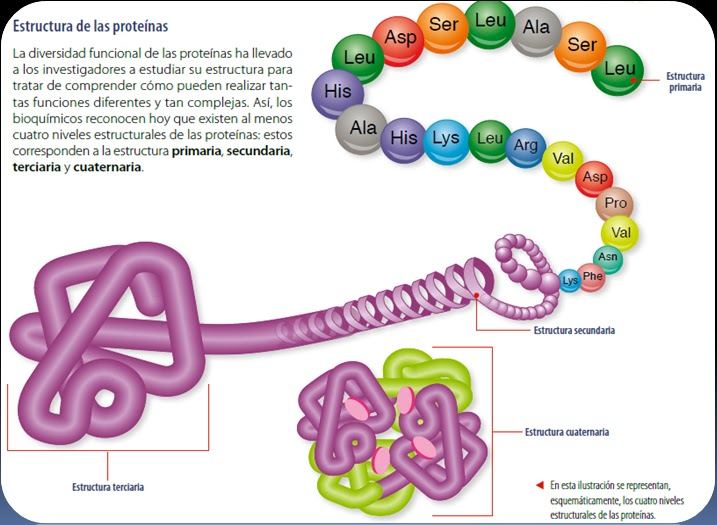 Estructura de las proteínas
La diversidad funcional de las proteínas ha llevado
a los investigadores a estudiar su estructura para
tratar de comprender cómo pueden realizar tan-
tas funciones diferentes y tan complejas. Así, los
bioquímicos reconocen hoy que existen al menos
cuatro niveles estructurales de las proteínas: estos
corresponden a la estructura primaria, secundaria,
terciaria y cuaternaria.
Leu
Ser
Ala
Leu
Ser
Asp
Leu
His
Ala
His
Lys
Leu
Arg
Val
Asp
Pro
Val
Asn
Phe
Lys
Estructura
primaria
Estructura secundaria
Estructura cuaternaria
Estructura terciaria
En esta ilustración se representan,
esquemáticamente, los cuatro niveles
estructurales de las proteínas.